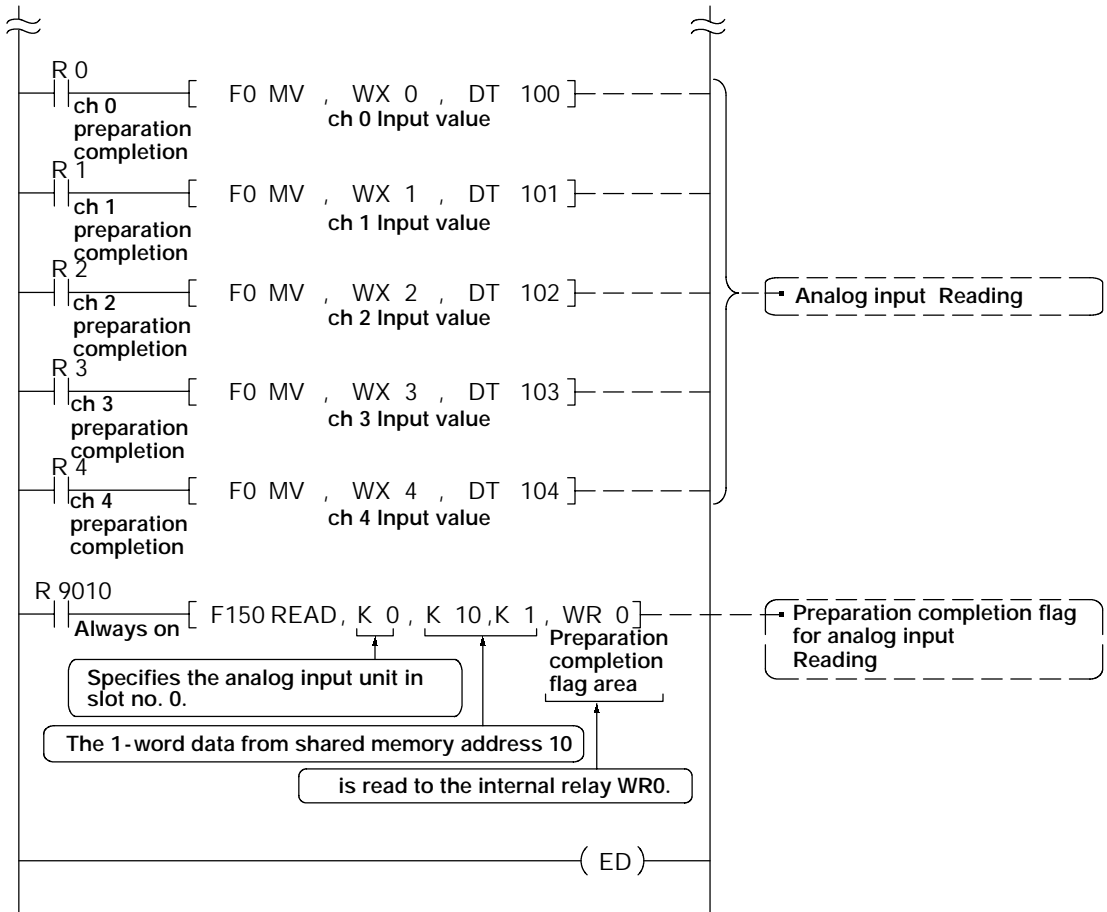 R 0
F0 MV , WX 0 , DT 100
ch 0
preparation
completion
ch 0 Input value
R 1
F0 MV , WX 1 , DT 101
ch 1
preparation
completion
ch 1 Input value
R 2
F0 MV , WX 2 , DT 102
ch 2
preparation
completion
ch 2 Input value
Analog input Reading
R 3
F0 MV , WX 3 , DT 103
ch 3
preparation
completion
ch 3 Input value
R 4
F0 MV , WX 4 , DT 104
ch 4
preparation
completion
ch 4 Input value
R 9010
Always on
F150 READ, K 0 , K 10 ,K 1 , WR 0
Preparation
completion
flag area
Preparation completion flag
for analog input
Reading
Specifies the analog input unit in
slot no. 0.
The 1-word data from shared memory address 10
is read to the internal relay WR0.
( ED )